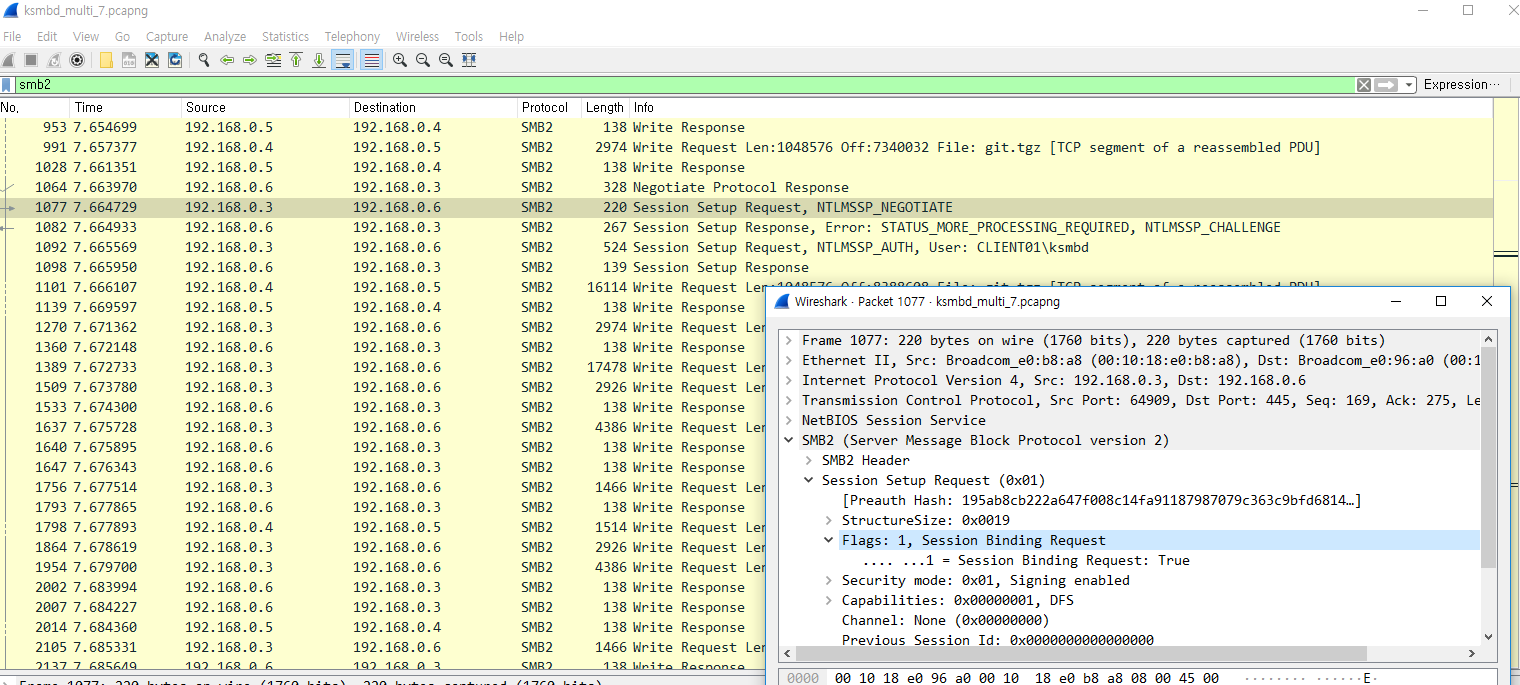 ksmbd_multi_7.pcapng
File Edit View Go Capture Analyze Statistics Telephony Wireless Tools Help
smb2 Expression…
No. Time Source Destination Protocol Length Info
953 7.654699 192.168.0.5 192.168.0.4 SMB2 138 Write Response
991 7.657377 192.168.0.4 192.168.0.5 SMB2 2974 Write Request Len:1048576 Off:7340032 File: git.tgz [TCP segment of a reassembled PDU]
1028 7.661351 192.168.0.5 192.168.0.4 SMB2 138 Write Response
1064 7.663970 192.168.0.6 192.168.0.3 SMB2 328 Negotiate Protocol Response
1077 7.664729 192.168.0.3 192.168.0.6 SMB2 220 Session Setup Request, NTLMSSP_NEGOTIATE
1082 7.664933 192.168.0.6 192.168.0.3 SMB2 267 Session Setup Response, Error: STATUS_MORE_PROCESSING_REQUIRED, NTLMSSP_CHALLENGE
1092 7.665569 192.168.0.3 192.168.0.6 SMB2 524 Session Setup Request, NTLMSSP_AUTH, User: CLIENT01\ksmbd
1098 7.665950 192.168.0.6 192.168.0.3 SMB2 139 Session Setup Response
1101 7.666107 192.168.0.4 192.168.0.5 SMB2 16114 Write Request Len:1048576 Off:8388608 File: git.tgz [TCP segment of a reassembled PDU]
1139 7.669597 192.168.0.5 192.168.0.4 SMB2 138 Write Response
1270 7.671362 192.168.0.3 192.168.0.6 SMB2 2974 Write Request Len
1360 7.672148 192.168.0.6 192.168.0.3 SMB2 138 Write Response
1389 7.672733 192.168.0.3 192.168.0.6 SMB2 17478 Write Request Len
1509 7.673780 192.168.0.3 192.168.0.6 SMB2 2926 Write Request Len
1533 7.674300 192.168.0.6 192.168.0.3 SMB2 138 Write Response
1637 7.675728 192.168.0.3 192.168.0.6 SMB2 4386 Write Request Len
1640 7.675895 192.168.0.6 192.168.0.3 SMB2 138 Write Response
1647 7.676343 192.168.0.6 192.168.0.3 SMB2 138 Write Response
1756 7.677514 192.168.0.3 192.168.0.6 SMB2 1466 Write Request Len
1793 7.677865 192.168.0.6 192.168.0.3 SMB2 138 Write Response
1798 7.677893 192.168.0.4 192.168.0.5 SMB2 1514 Write Request Len
1864 7.678619 192.168.0.3 192.168.0.6 SMB2 2926 Write Request Len
1954 7.679700 192.168.0.3 192.168.0.6 SMB2 4386 Write Request Len
2002 7.683994 192.168.0.6 192.168.0.3 SMB2 138 Write Response
2007 7.684227 192.168.0.6 192.168.0.3 SMB2 138 Write Response
2014 7.684360 192.168.0.5 192.168.0.4 SMB2 138 Write Response
2105 7.685331 192.168.0.3 192.168.0.6 SMB2 1466 Write Request Len
2137 7.685649 192.168.0.6 192.168.0.3 SMB2 138 Write Response
Frame 1077: 220 bytes on wire (1760 bits), 220 bytes captured (1760 bits)
Wireshark · Packet 1077 · ksmbd_multi_7.pcapng
Frame 1077: 220 bytes on wire (1760 bits), 220 bytes captured (1760 bits)
Ethernet II, Src: Broadcom_e0:b8:a8 (00:10:18:e0:b8:a8), Dst: Broadcom_e0:96:a0 (00:1
Internet Protocol Version 4, Src: 192.168.0.3, Dst: 192.168.0.6
Transmission Control Protocol, Src Port: 64909, Dst Port: 445, Seq: 169, Ack: 275, Le
NetBIOS Session Service
SMB2 (Server Message Block Protocol version 2)
SMB2 Header
Session Setup Request (0x01)
[Preauth Hash: 195ab8cb222a647f008c14fa91187987079c363c9bfd6814…]
StructureSize: 0x0019
Flags: 1, Session Binding Request
.... ...1 = Session Binding Request: True
Security mode: 0x01, Signing enabled
Capabilities: 0x00000001, DFS
Channel: None (0x00000000)
Previous Session Id: 0x0000000000000000
0000 00 10 18 e0 96 a0 00 10 18 e0 b8 a8 08 00 45 00 ········ ······E·